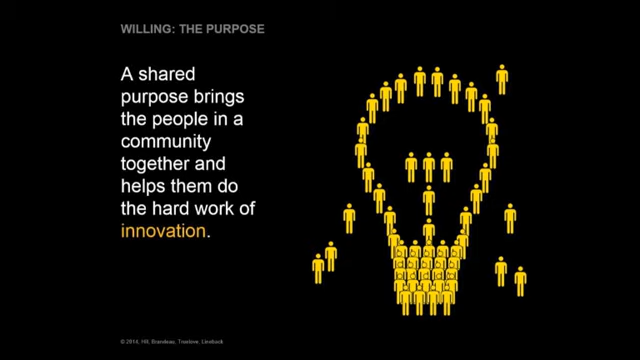 WILLING: THE PURPOSE
A shared
purpose brings
the people in a
community
together and
helps them do
the hard work of
innovation.
© 2014, Hill, Brandeau, Truelove, Lineback